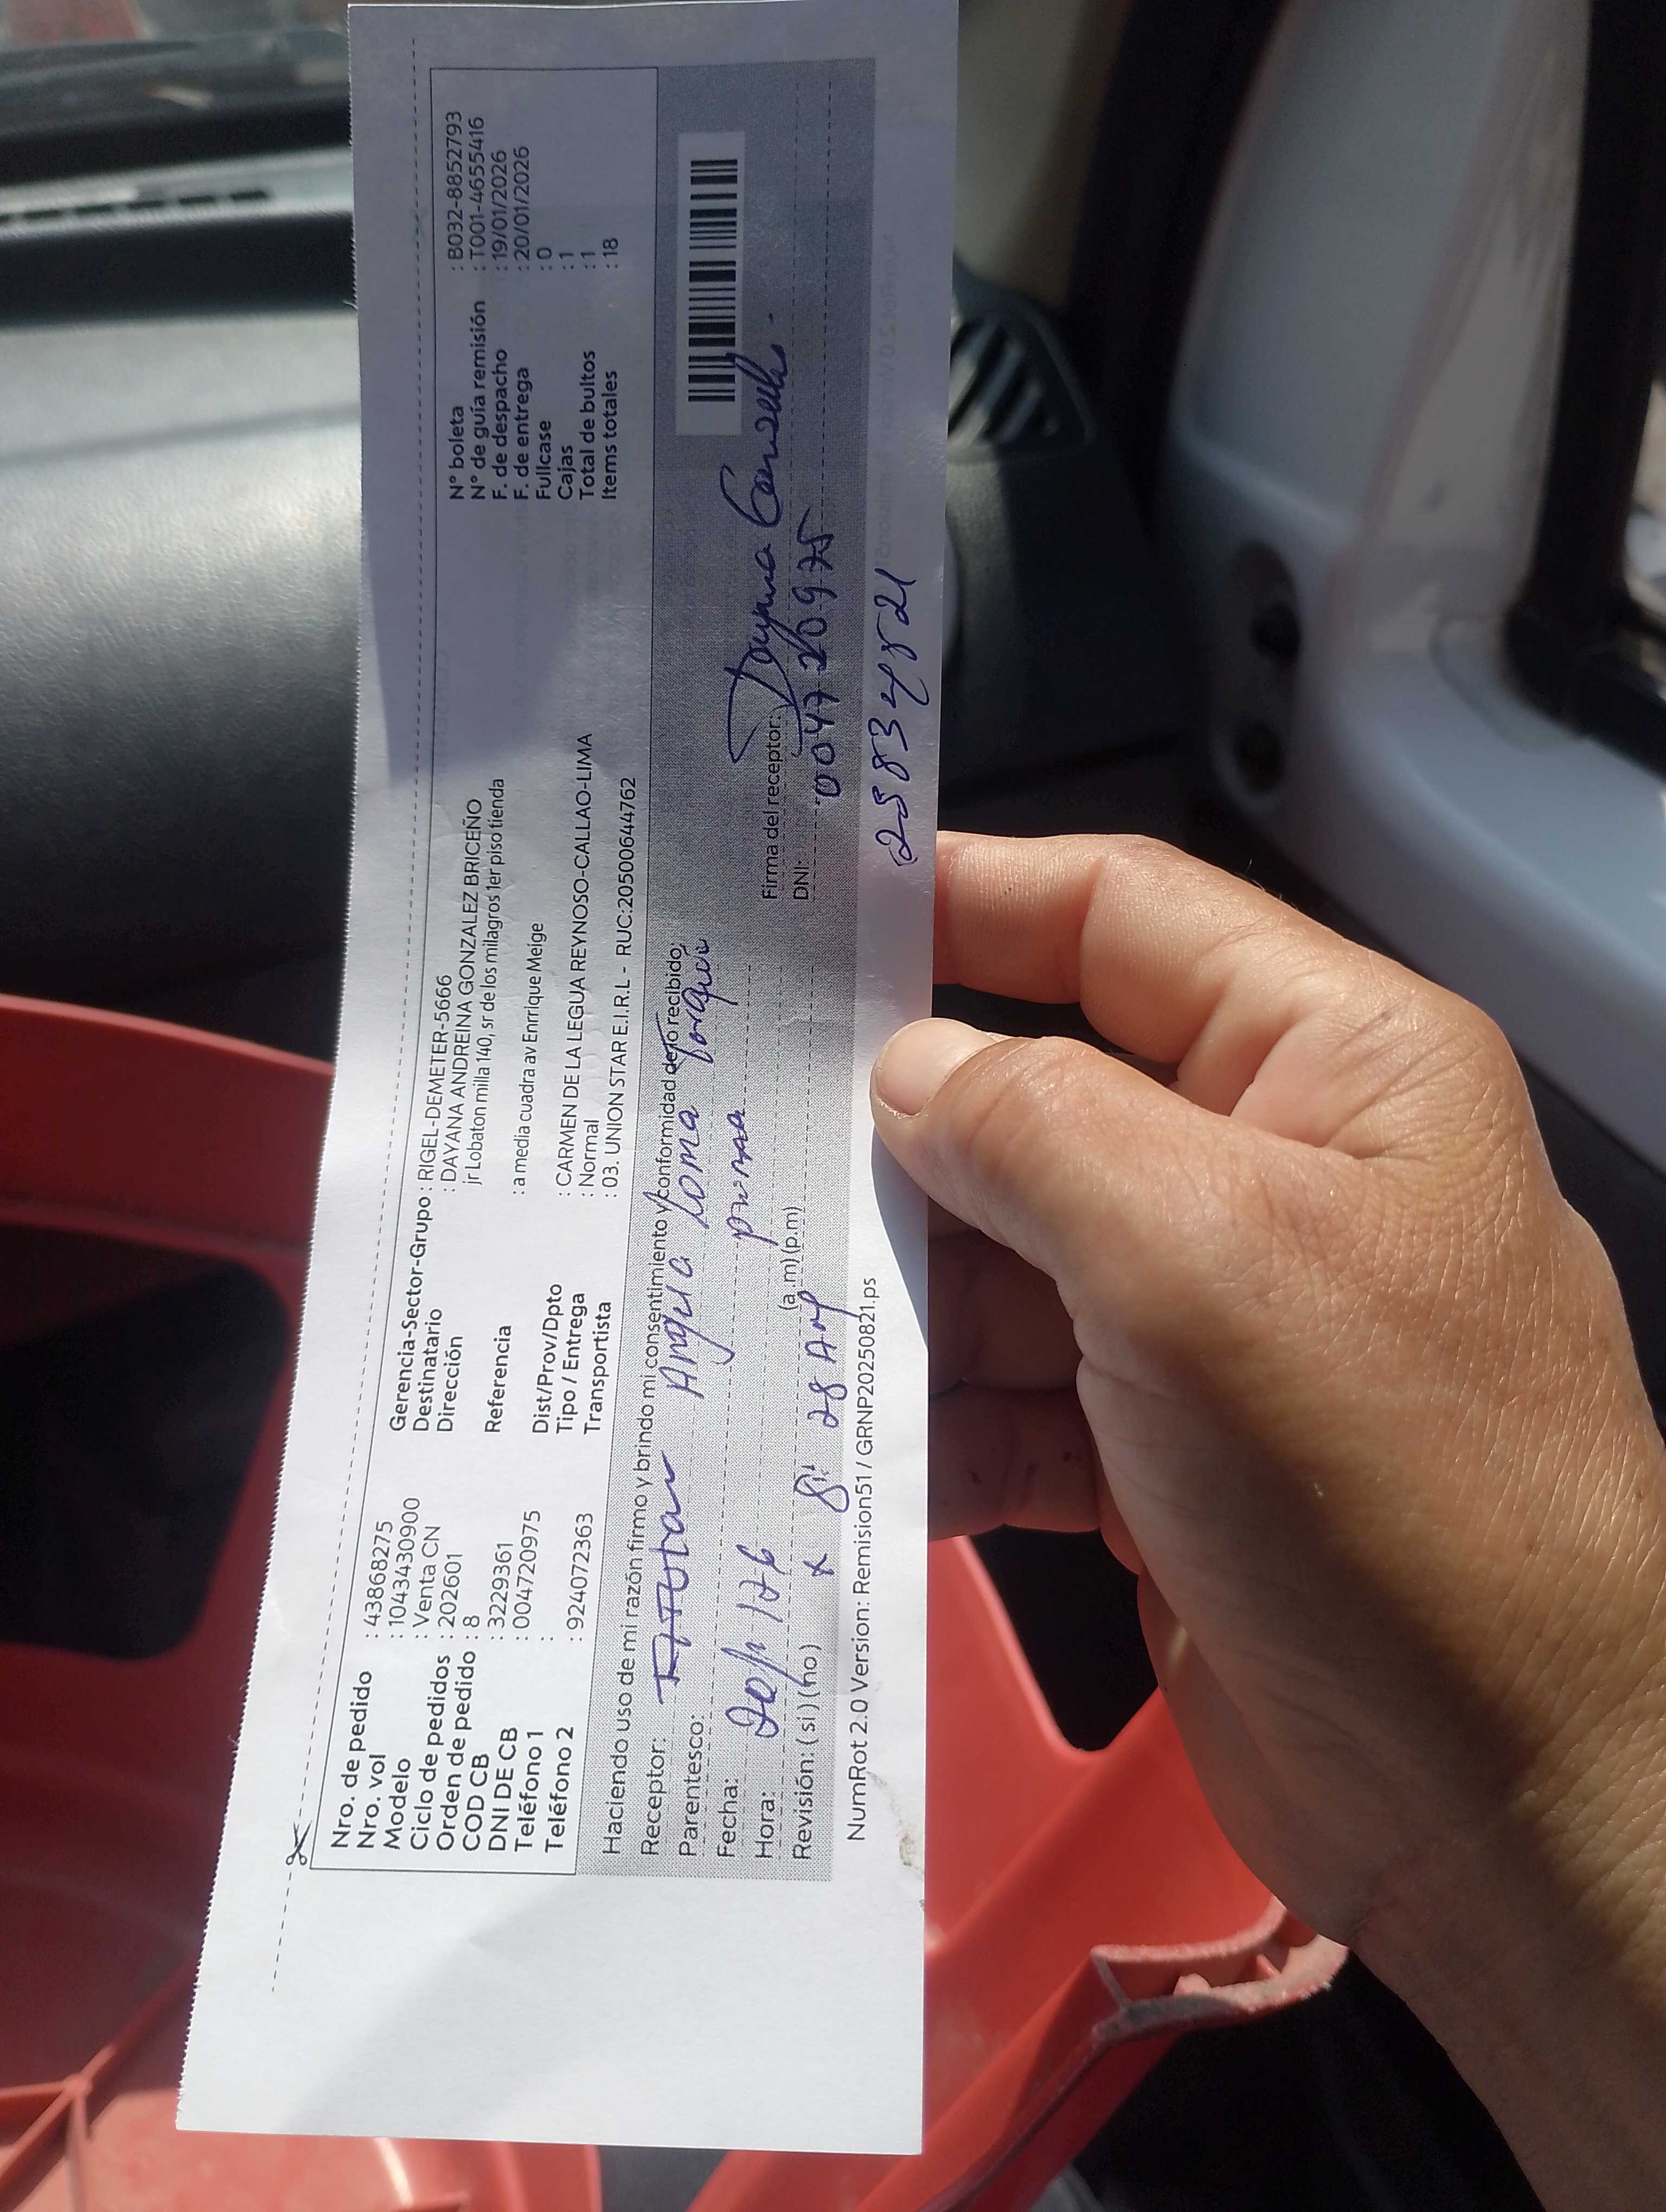 Nro. de pedido : 43868275
Nro. vol : 10434430900
Modelo : Venta CN
Ciclo de pedidos : 202601
Orden de pedido : 8
COD CB : 3229361
DNI DE CB : 004720975
Teléfono 1 :
Teléfono 2 : 924072363
Gerencia-Sector-Grupo : RIGEL-DEMETER-5666
Destinatario : DAYANA ANDREINA GONZALEZ BRICEÑO
Dirección jr Lobaton milla 140, sr de los milagros 1er piso tienda
Referencia : a media cuadra av Enrrique Meige
Dist/Prov/Dpto : CARMEN DE LA LEGUA REYNOSO-CALLAO-LIMA
Tipo / Entrega : Normal
Transportista : 03. UNION STAR E.I.R.L - RUC:20500644762
N° boleta : B032-8852793
N° de guía remisión : T001-4655416
F. de despacho : 19/01/2026
F. de entrega : 20/01/2026
Fullcase : 0
Cajas : 1
Total de bultos : 1
Items totales : 18
Haciendo uso de mi razón firmo y brindo mi consentimiento y conformidad de lo recibido:
Receptor:
Parentesco: prima
Fecha:
Hora: (a.m) (p.m)
Revisión: (si) (no) x 8: 28 Am
Firma del receptor:
DNI:
NumRot 2.0 Version: Remision51 / GRNP20250821.ps